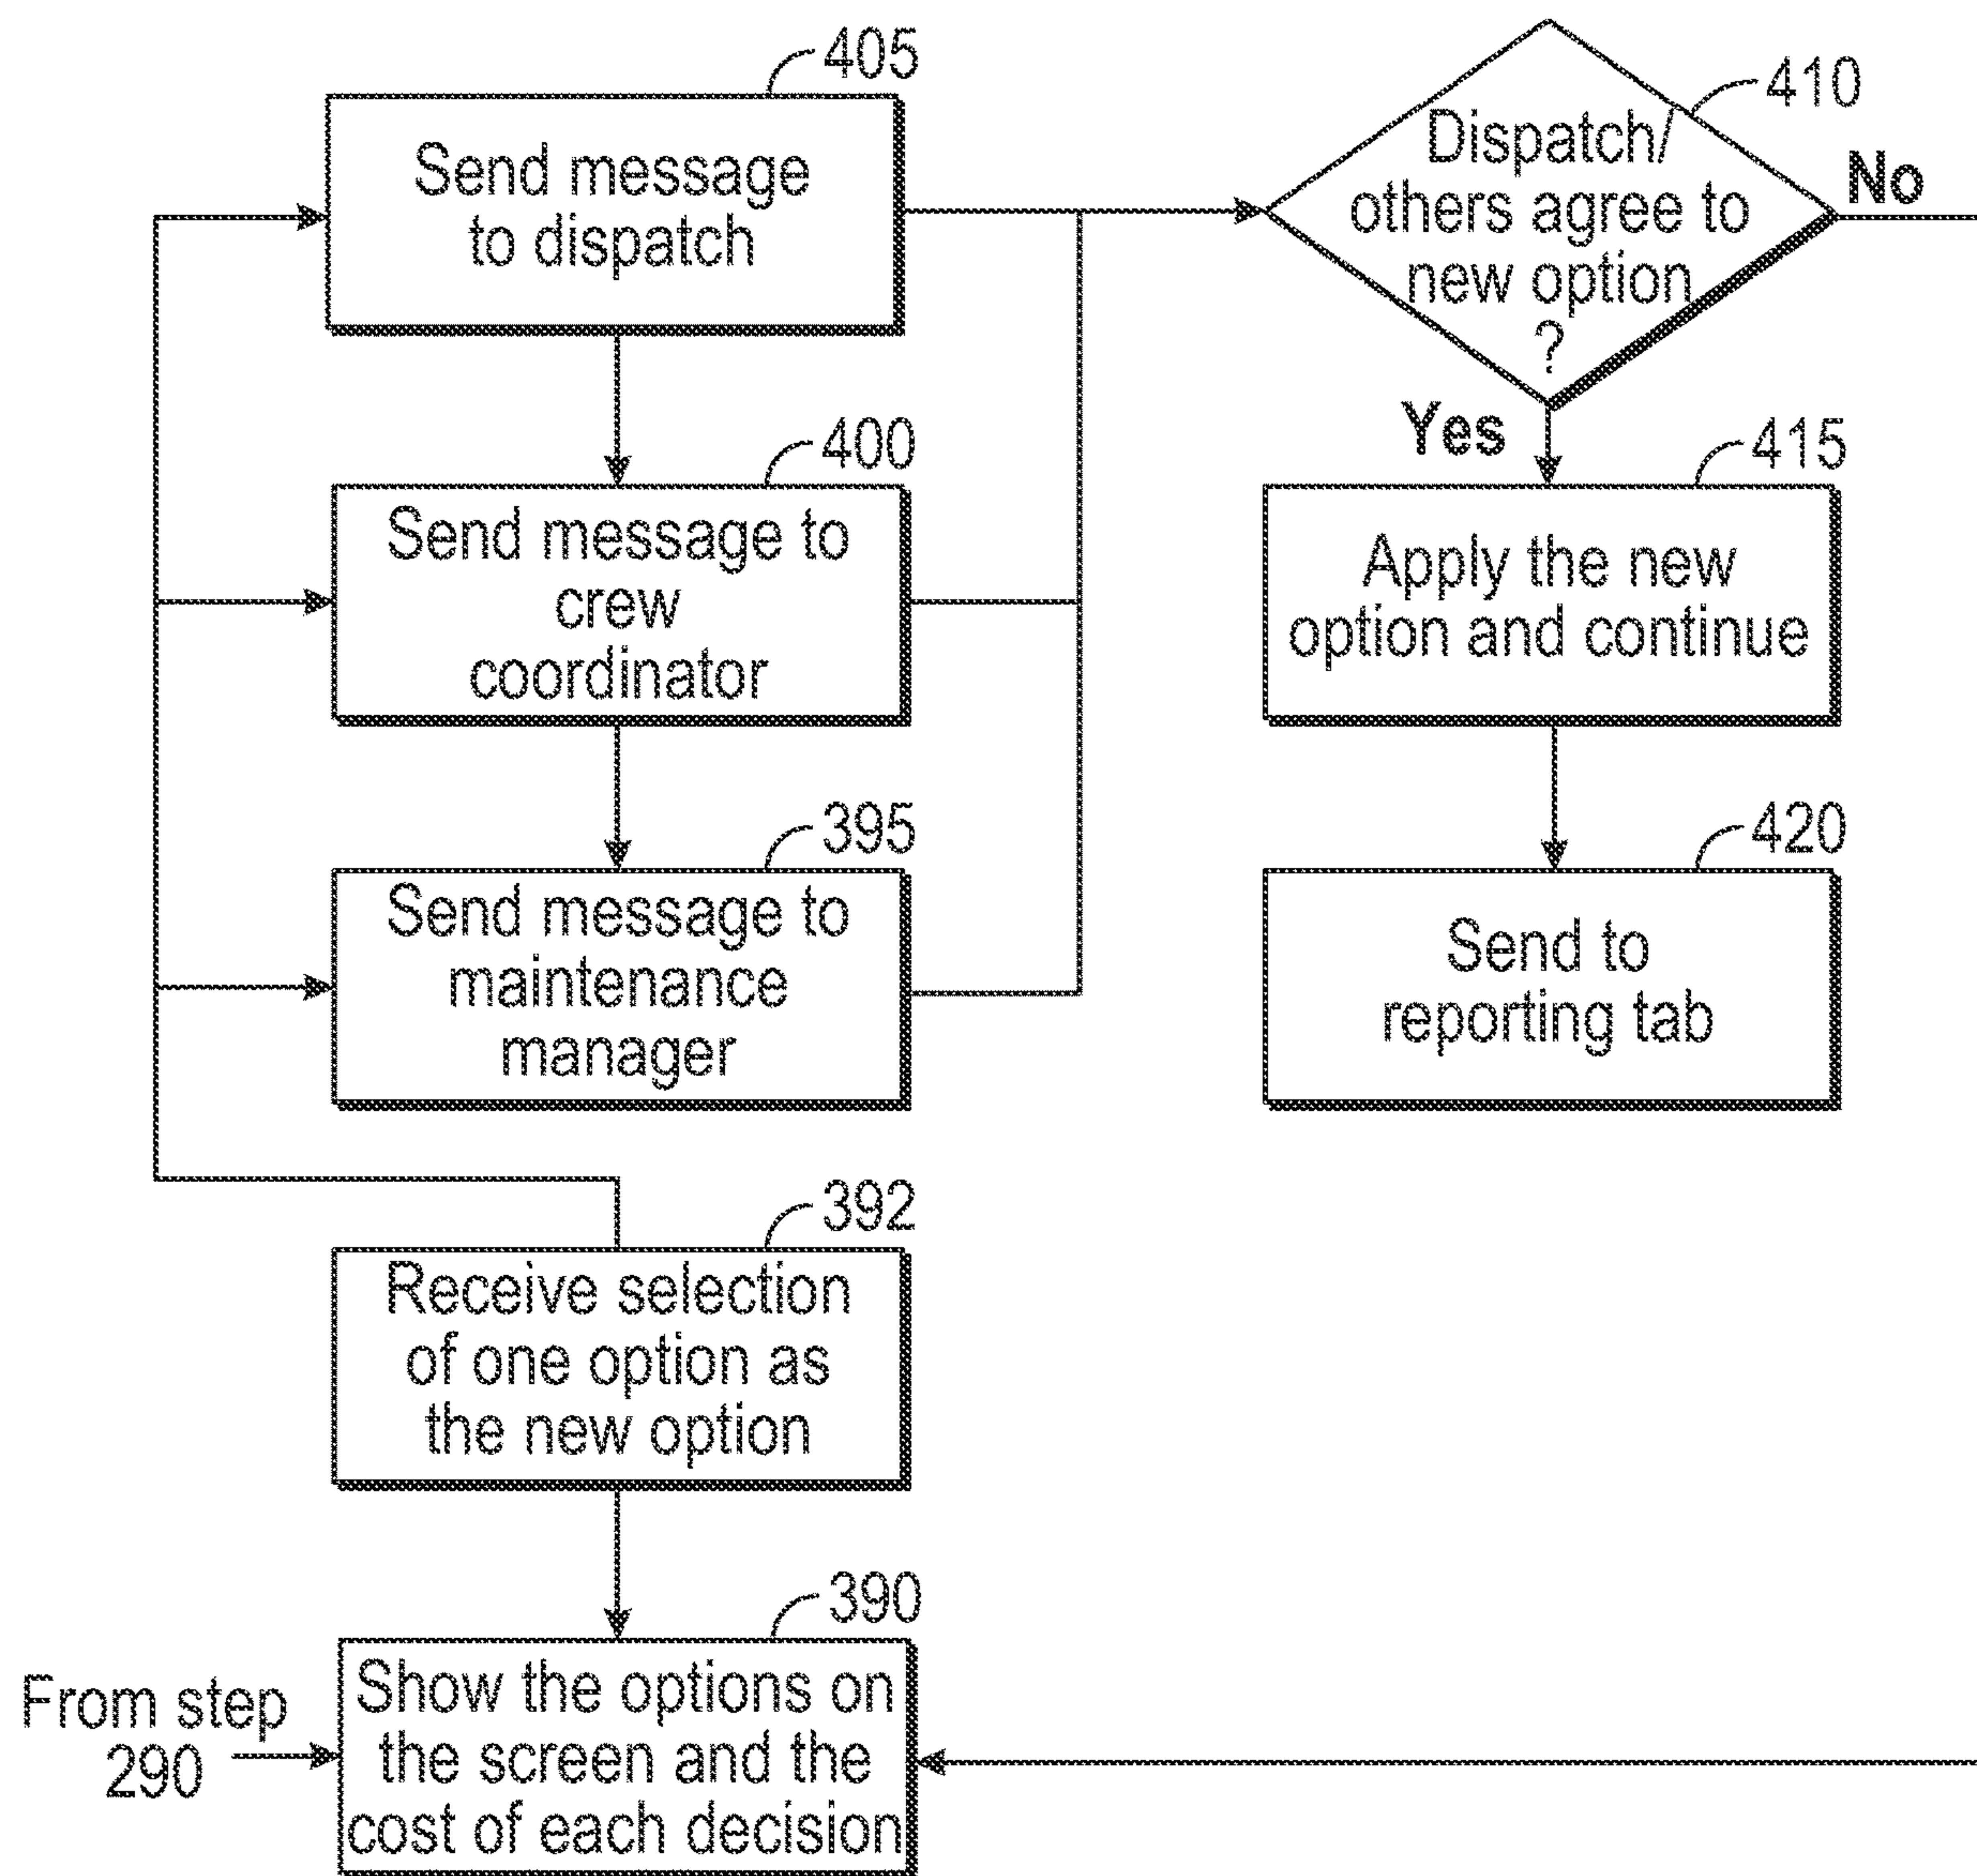 405
Send message
to dispatch
400
Send message to
crew
coordinator
395
Send message to
maintenance
manager
392
Receive selection
of one option as
the new option
390
From step
290
Show the options on
the screen and the
cost of each decision
410
Dispatch/
others agree to
new option
?
No
Yes
415
Apply the new
option and continue
420
Send to
reporting tab